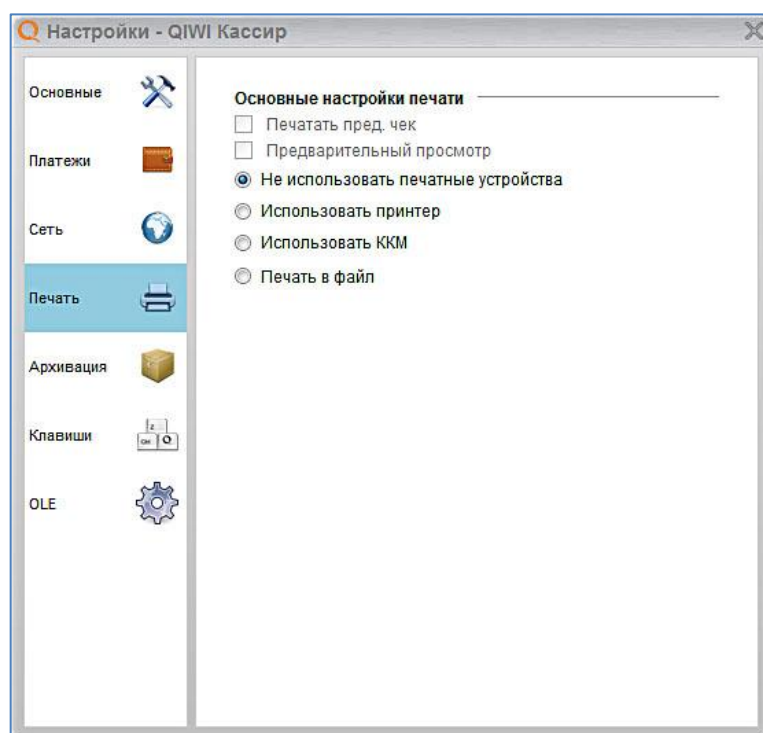 Настройки - QIWI Кассир
Основные
Платежи
Сеть
Печать
Архивация
Клавиши
OLE
Основные настройки печати
Печатать пред. чек
Предварительный просмотр
Не использовать печатные устройства
Использовать принтер
Использовать ККМ
Печать в файл